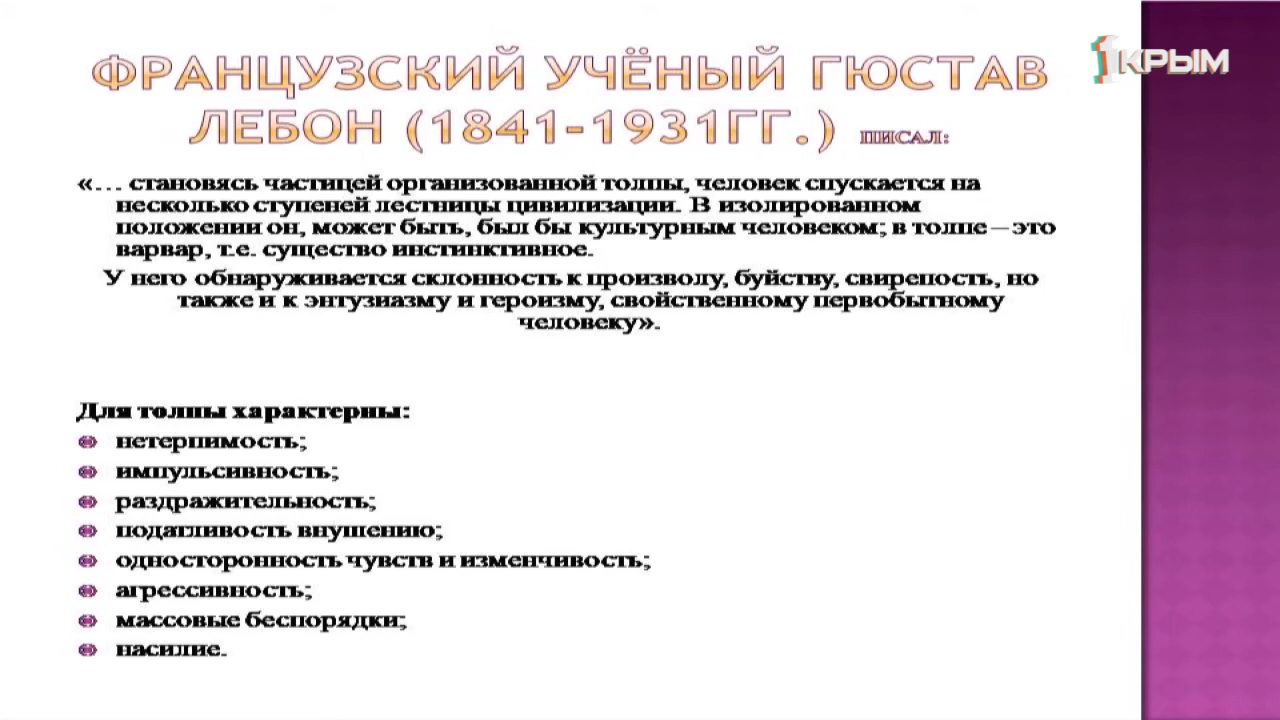 1КРЫМ
ФРАНЦУЗСКИЙ УЧЁНЫЙ ГЮСТАВ
ЛЕБОН (1841-1931ГГ.) ПИСАЛ:
«… становясь частицей организованной толпы, человек спускается на
несколько ступеней лестницы цивилизации. В изолированном
положении он, может быть, был бы культурным человеком; в толпе – это
варвар, т.е. существо инстинктивное.
У него обнаруживается склонность к произволу, буйству, свирепость, но
также и к энтузиазму и героизму, свойственному первобытному
человеку».
Для толпы характерны:
нетерпимость;
импульсивность;
раздражительность;
податливость внушению;
односторонность чувств и изменчивость;
агрессивность;
массовые беспорядки;
насилие.